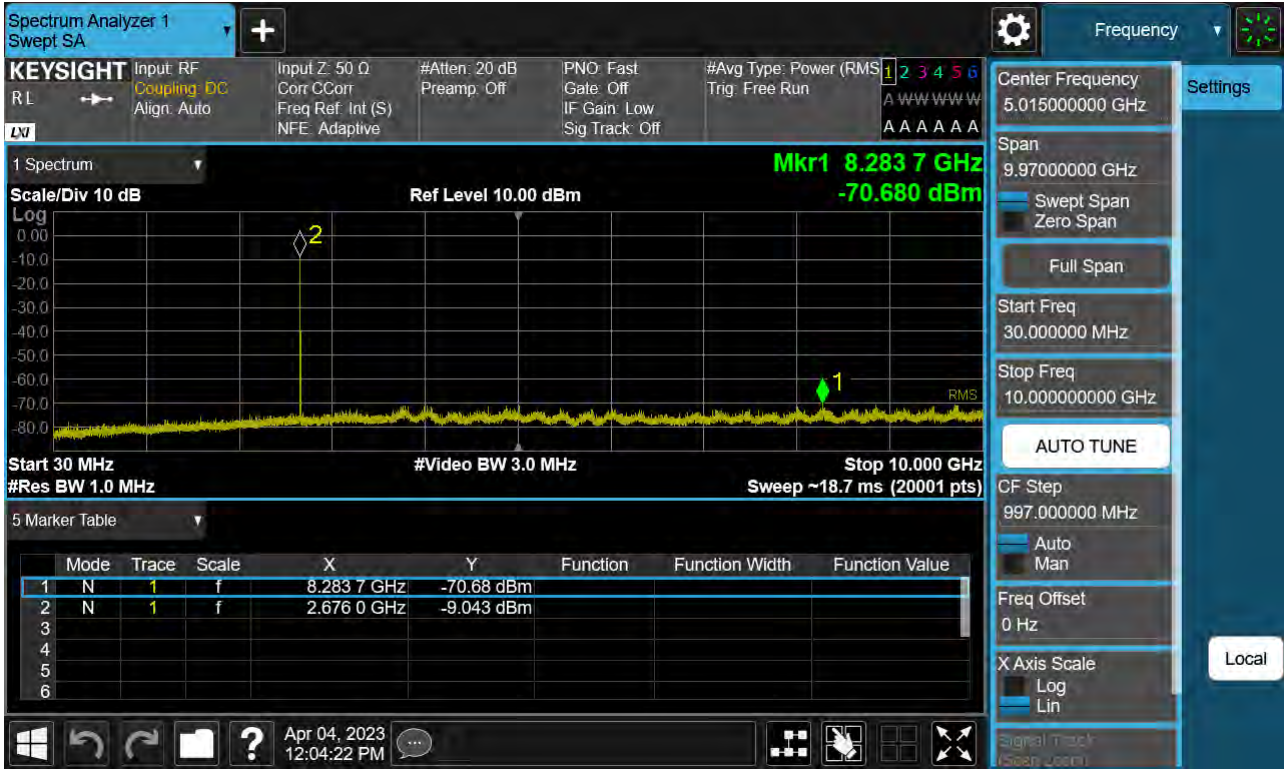 Spectrum Analyzer 1
Swept SA
Frequency
KEYSIGHT
R L
LXI
Input: RF
Coupling: DC
Align: Auto
Input Z: 50 Ω
Corr CCorr
Freq Ref: Int (S)
NFE: Adaptive
#Atten: 20 dB
Preamp: Off
PNO: Fast
Gate: Off
IF Gain: Low
Sig Track: Off
#Avg Type: Power (RMS
Trig: Free Run
1 2 3 4 5 6
A W W W W W
A A A A A A
1 Spectrum
Mkr1 8.283 7 GHz
-70.680 dBm
Scale/Div 10 dB
Ref Level 10.00 dBm
Log
0.00
-10.0
-20.0
-30.0
-40.0
-50.0
-60.0
-70.0
-80.0
2
1
RMS
Start 30 MHz
#Video BW 3.0 MHz
Stop 10.000 GHz
#Res BW 1.0 MHz
Sweep ~18.7 ms (20001 pts)
5 Marker Table
Mode Trace Scale X Y Function Function Width Function Value
1 N 1 f 8.283 7 GHz -70.68 dBm
2 N 1 f 2.676 0 GHz -9.043 dBm
3
4
5
6
Center Frequency
5.015000000 GHz
Span
9.97000000 GHz
Swept Span
Zero Span
Full Span
Start Freq
30.000000 MHz
Stop Freq
10.000000000 GHz
AUTO TUNE
CF Step
997.000000 MHz
Auto
Man
Freq Offset
0 Hz
X Axis Scale
Log
Lin
Signal Track
(Span Zoom)
Settings
Local
Apr 04, 2023
12:04:22 PM